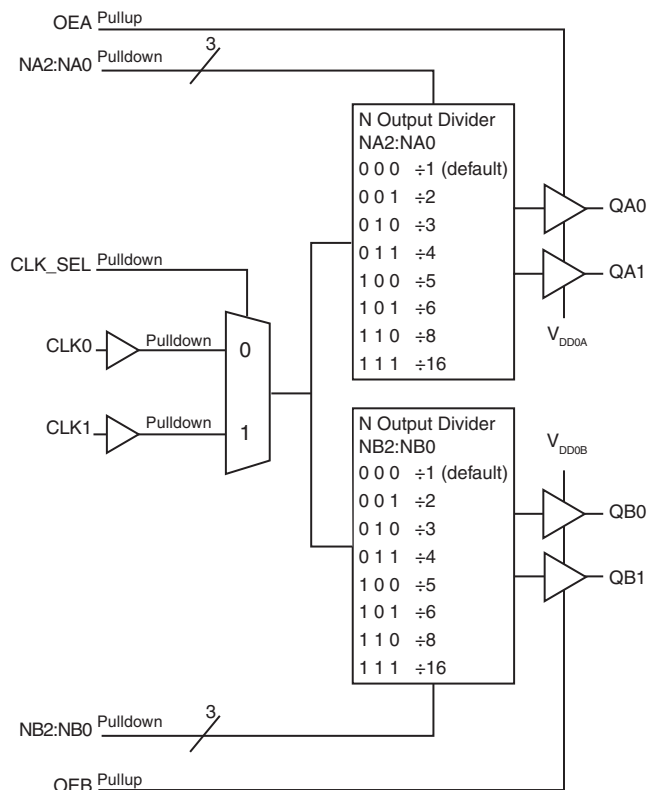 OEA Pullup
NA2:NA0 Pulldown 3
N Output Divider
NA2:NA0
0 0 0 ÷1 (default)
0 0 1 ÷2
0 1 0 ÷3
0 1 1 ÷4
1 0 0 ÷5
1 0 1 ÷6
1 1 0 ÷8
1 1 1 ÷16
QA0
QA1
VDD0A
CLK_SEL Pulldown
CLK0 Pulldown 0
CLK1 Pulldown 1
N Output Divider
NB2:NB0
0 0 0 ÷1 (default)
0 0 1 ÷2
0 1 0 ÷3
0 1 1 ÷4
1 0 0 ÷5
1 0 1 ÷6
1 1 0 ÷8
1 1 1 ÷16
VDD0B
QB0
QB1
NB2:NB0 Pulldown 3
OEB Pullup